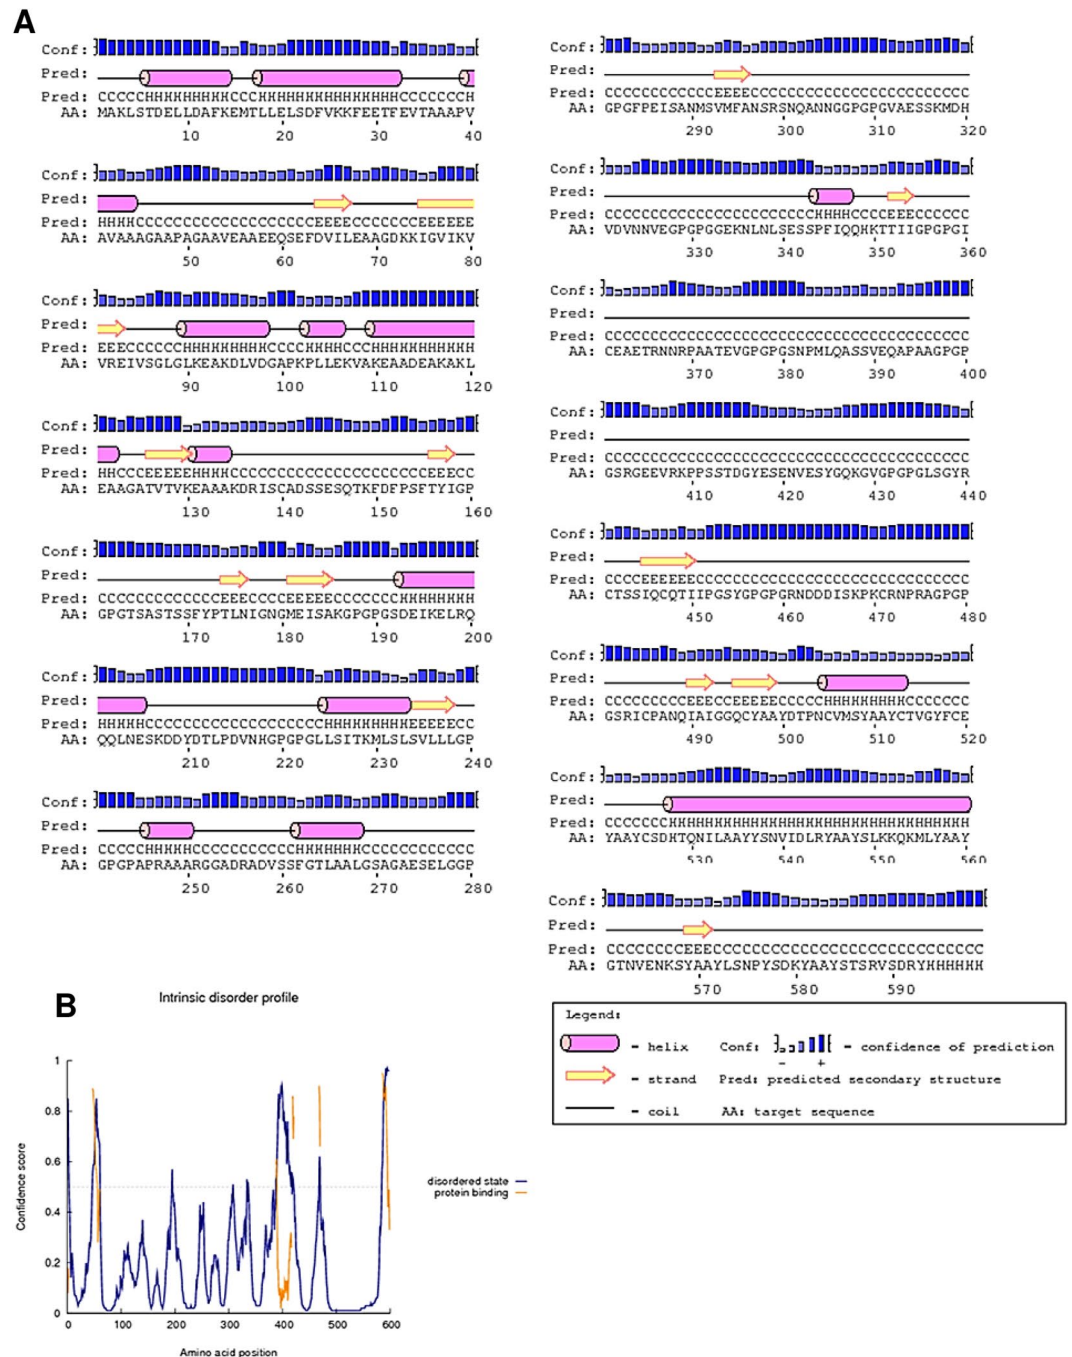 A
Conf:
Pred:
Pred: CCCCCHHHHHHHHHCCCHHHHHHHHHHHHHHHHCCCCCCCH
AA: MAKLSTDELLDAFKEMTLLELSDFVKKFEETFEVTAAAPV
10 20 30 40
Conf:
Pred:
Pred: HHHHCCCCCCCCCCCCCCCCCCCEEEECCCCCCCEEEEEE
AA: AVAAAGAAPAGAAVEAAEEQSEFDVILEAAGDKKIGVIKV
50 60 70 80
Conf:
Pred:
Pred: EEECCCCCCHHHHHHHHHCCCCHHHHCCCHHHHHHHHHHH
AA: VREIVSGLGLKEAKDLVDGAPKPLLEKVAKEAADEAKAKL
90 100 110 120
Conf:
Pred:
Pred: HHCCCEEEEEHHHHCCCCCCCCCCCCCCCCCCCCCEEECC
AA: EAAGATVTVKEAAAKDRISCADSSESQTKFDFPSFTYIGP
130 140 150 160
Conf:
Pred:
Pred: CCCCCCCCCCCCCEEECCCCEEEEECCCCCCCHHHHHHHH
AA: GPGTSASTSSFYPTLNIGNGMEISAKGPGPGSDEIKELRQ
170 180 190 200
Conf:
Pred:
Pred: HHHHHCCCCCCCCCCCCCCCCCCCHHHHHHHHHEEEEECC
AA: QQLNESKDDYDTLPDVNHGPGPGLLSITKMLSLSVLLLGP
210 220 230 240
Conf:
Pred:
Pred: CCCCCHHHHHCCCCCCCCCCCHHHHHHHCCCCCCCCCCCC
AA: GPGPAPRAAARGGADRADVSSFGTLAALGSAGAESELGGP
250 260 270 280
Conf:
Pred:
Pred: CCCCCCCCCCCCEEEECCCCCCCCCCCCCCCCCCCCCCCC
AA: GPGFPEISANMSVMFANSRSNQANNGGPGPGVAESSKMDH
290 300 310 320
Conf:
Pred:
Pred: CCCCCCCCCCCCCCCCCCCCCCCHHHHCCCCEEECCCCCC
AA: VDVNNVEGPGPGGEKNLNLSESSPFIQQHKTTIIGPGPGI
330 340 350 360
Conf:
Pred:
Pred: CCCCCCCCCCCCCCCCCCCCCCCCCCCCCCCCCCCCCCCC
AA: CEAETRNNRPAATEVGPGPGSNPMLQASSVEQAPAAGPGP
370 380 390 400
Conf:
Pred:
Pred: CCCCCCCCCCCCCCCCCCCCCCCCCCCCCCCCCCCCCCCC
AA: GSRGEEVRKPPSSTDGYESENVESYGQKGVGPGPGLSGYR
410 420 430 440
Conf:
Pred:
Pred: CCCCEEEEEECCCCCCCCCCCCCCCCCCCCCCCCCCCCCC
AA: CTSSIQCQTIIPGSYGPGPGRNDDDISKPKCRNPRAGPGP
450 460 470 480
Conf:
Pred:
Pred: CCCCCCCCCEEECCEEEEECCCCCHHHHHHHHHCCCCCCC
AA: GSRICPANQIAIGGQCYAAYDTPNCVMSYAAYCTVGYFCE
490 500 510 520
Conf:
Pred:
Pred: CCCCCCCHHHHHHHHHHHHHHHHHHHHHHHHHHHHHHHHH
AA: YAAYCSDHTQNILAAYYSNVIDLRYAAYSLKKQKMLYAAY
530 540 550 560
Conf:
Pred:
Pred: CCCCCCCCEEECCCCCCCCCCCCCCCCCCCCCCCCCCCC
AA: GTNVENKSYAAYLSNPYSDKYAAYSTSRVSDRYHHHHHH
570 580 590
Legend:
- helix Conf: - confidence of prediction
- +
- strand Pred: predicted secondary structure
- coil AA: target sequence
B
Intrinsic disorder profile
1
0.8
0.6
0.4
0.2
0
Confidence score
0 100 200 300 400 500 600
Amino acid position
disordered state
protein binding